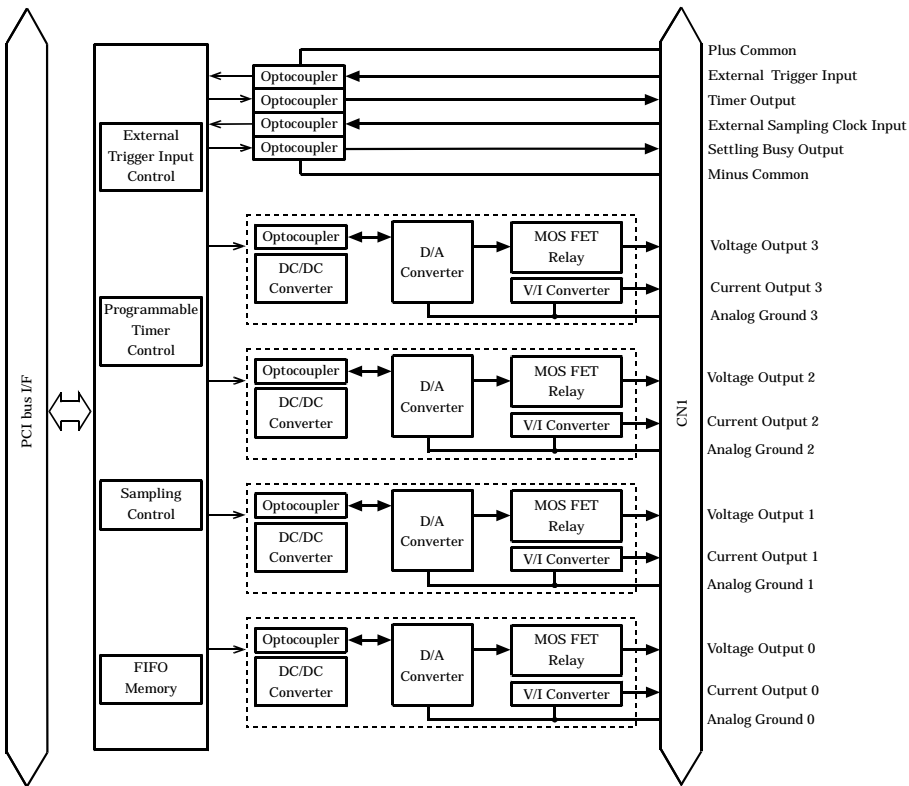 Plus Common
Optocoupler
External Trigger Input
Optocoupler
Timer Output
Optocoupler
External Sampling Clock Input
Optocoupler
Settling Busy Output
Minus Common
External
Trigger Input
Control
Programmable
Timer
Control
Sampling
Control
FIFO
Memory
PCI bus I/F
CN1
Optocoupler
DC/DC
Converter
D/A
Converter
MOS FET
Relay
V/I Converter
Voltage Output 3
Current Output 3
Analog Ground 3
Optocoupler
DC/DC
Converter
D/A
Converter
MOS FET
Relay
V/I Converter
Voltage Output 2
Current Output 2
Analog Ground 2
Optocoupler
DC/DC
Converter
D/A
Converter
MOS FET
Relay
V/I Converter
Voltage Output 1
Current Output 1
Analog Ground 1
Optocoupler
DC/DC
Converter
D/A
Converter
MOS FET
Relay
V/I Converter
Voltage Output 0
Current Output 0
Analog Ground 0